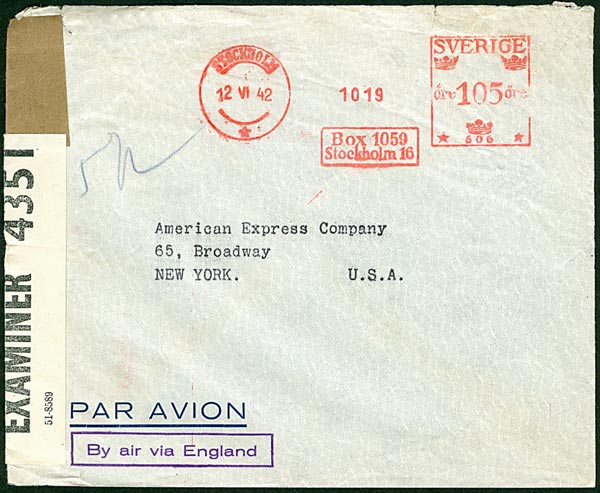 STOCKHOLM
12 VI 42
1019
SVERIGE
öre 105 öre
606
Box 1059
Stockholm 16
American Express Company
65, Broadway
NEW YORK. U.S.A.
EXAMINER 4351
51-8589
PAR AVION
By air via England